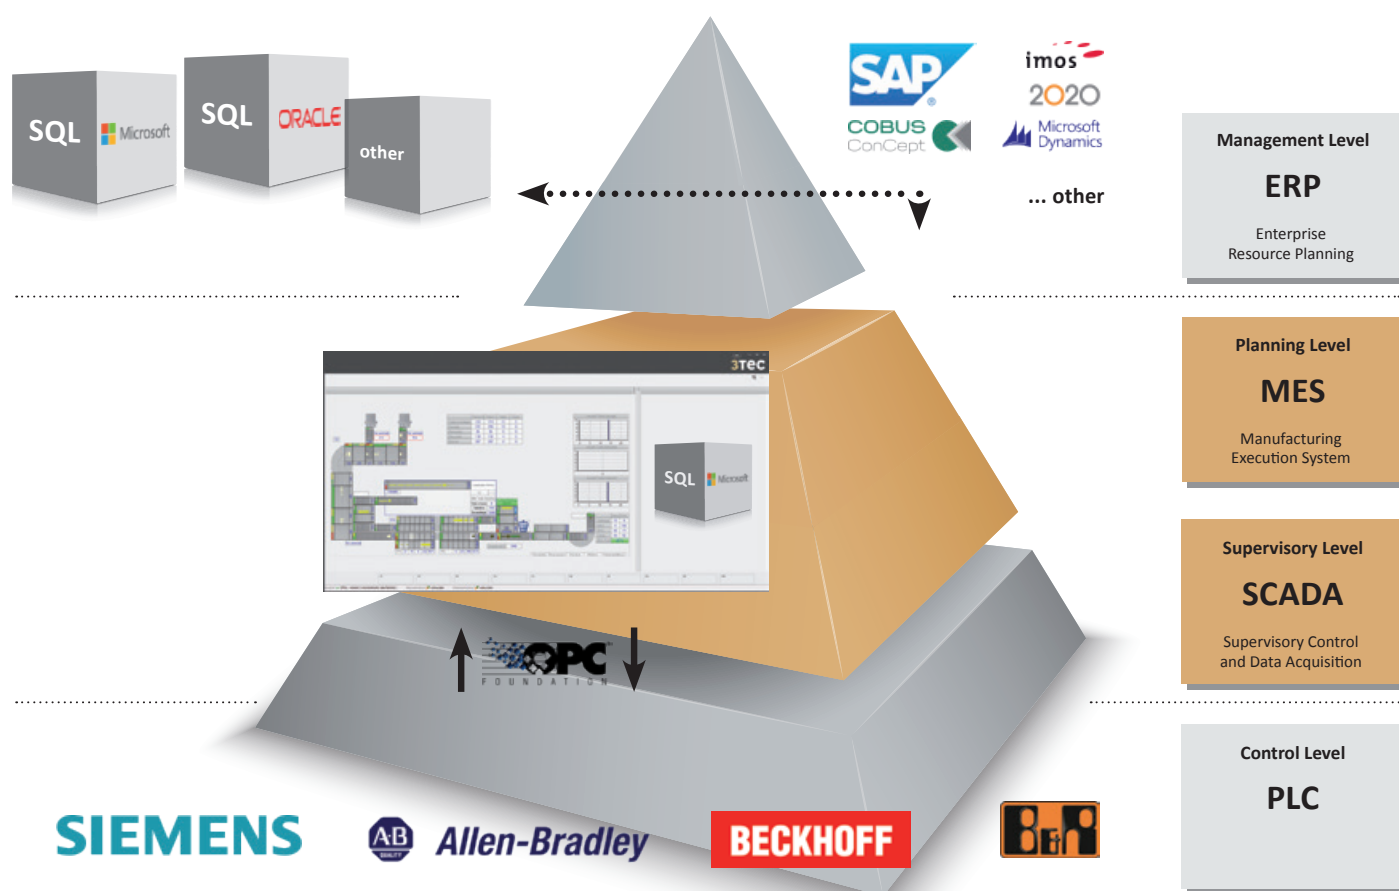 SQL
Microsoft
SQL
ORACLE
other
SAP
®
imos
2020
COBUS
ConCept
Microsoft
Dynamics
... other
Management Level
ERP
Enterprise
Resource Planning
3TEC
SQL
Microsoft
Planning Level
MES
Manufacturing
Execution System
Supervisory Level
SCADA
Supervisory Control
and Data Acquisition
OPC
FOUNDATION
Control Level
PLC
SIEMENS
AB
QUALITY
Allen-Bradley
BECKHOFF
B&R